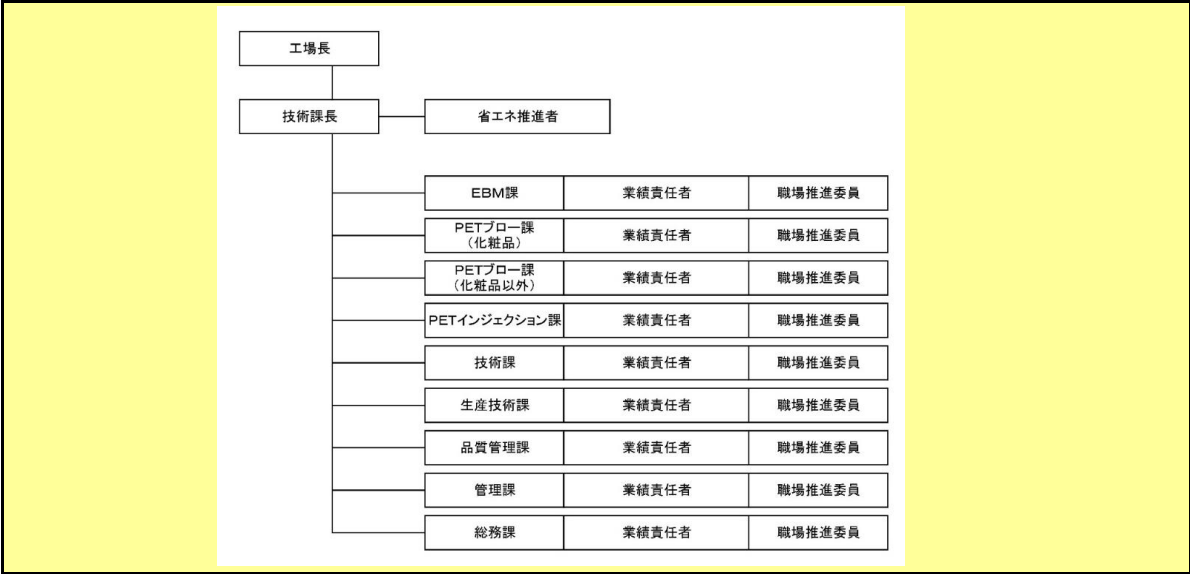 工場長
技術課長 省エネ推進者
EBM課 業績責任者 職場推進委員
PETブロー課
(化粧品) 業績責任者 職場推進委員
PETブロー課
(化粧品以外) 業績責任者 職場推進委員
PETインジェクション課 業績責任者 職場推進委員
技術課 業績責任者 職場推進委員
生産技術課 業績責任者 職場推進委員
品質管理課 業績責任者 職場推進委員
管理課 業績責任者 職場推進委員
総務課 業績責任者 職場推進委員